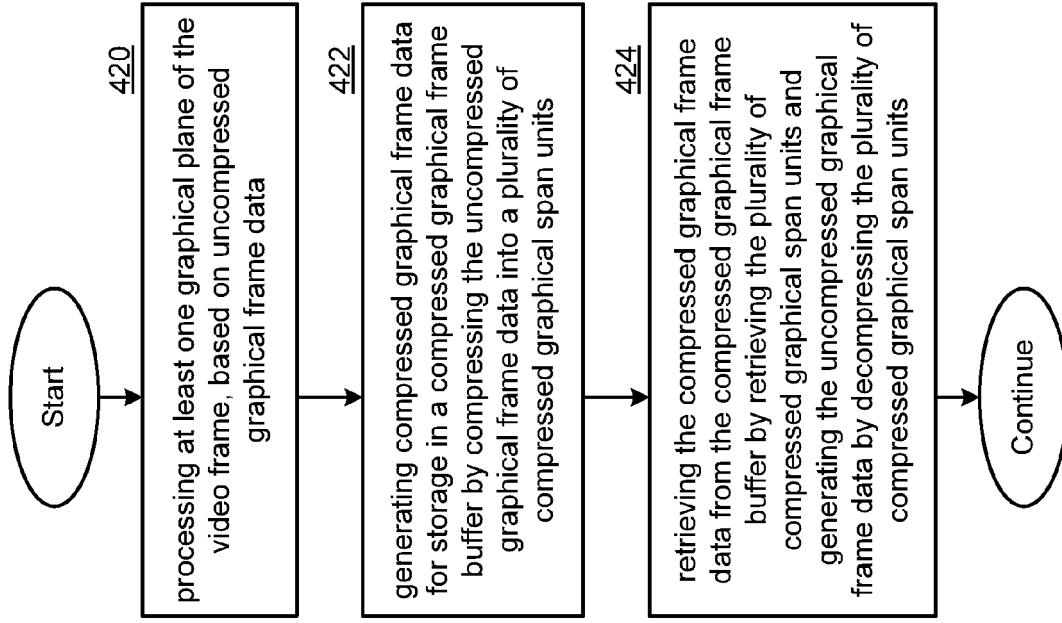 Start
420
processing at least one graphical plane of the
video frame, based on uncompressed
graphical frame data
422
generating compressed graphical frame data
for storage in a compressed graphical frame
buffer by compressing the uncompressed
graphical frame data into a plurality of
compressed graphical span units
424
retrieving the compressed graphical frame
data from the compressed graphical frame
buffer by retrieving the plurality of
compressed graphical span units and
generating the uncompressed graphical
frame data by decompressing the plurality of
compressed graphical span units
Continue